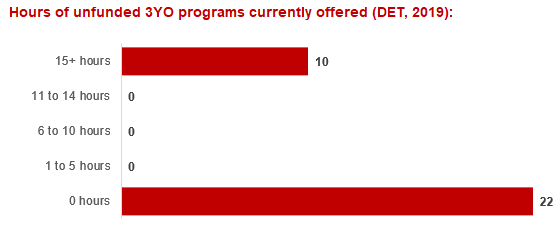 Hours of unfunded 3YO programs currently offered (DET, 2019):
15+ hours 10
11 to 14 hours 0
6 to 10 hours 0
1 to 5 hours 0
0 hours 22